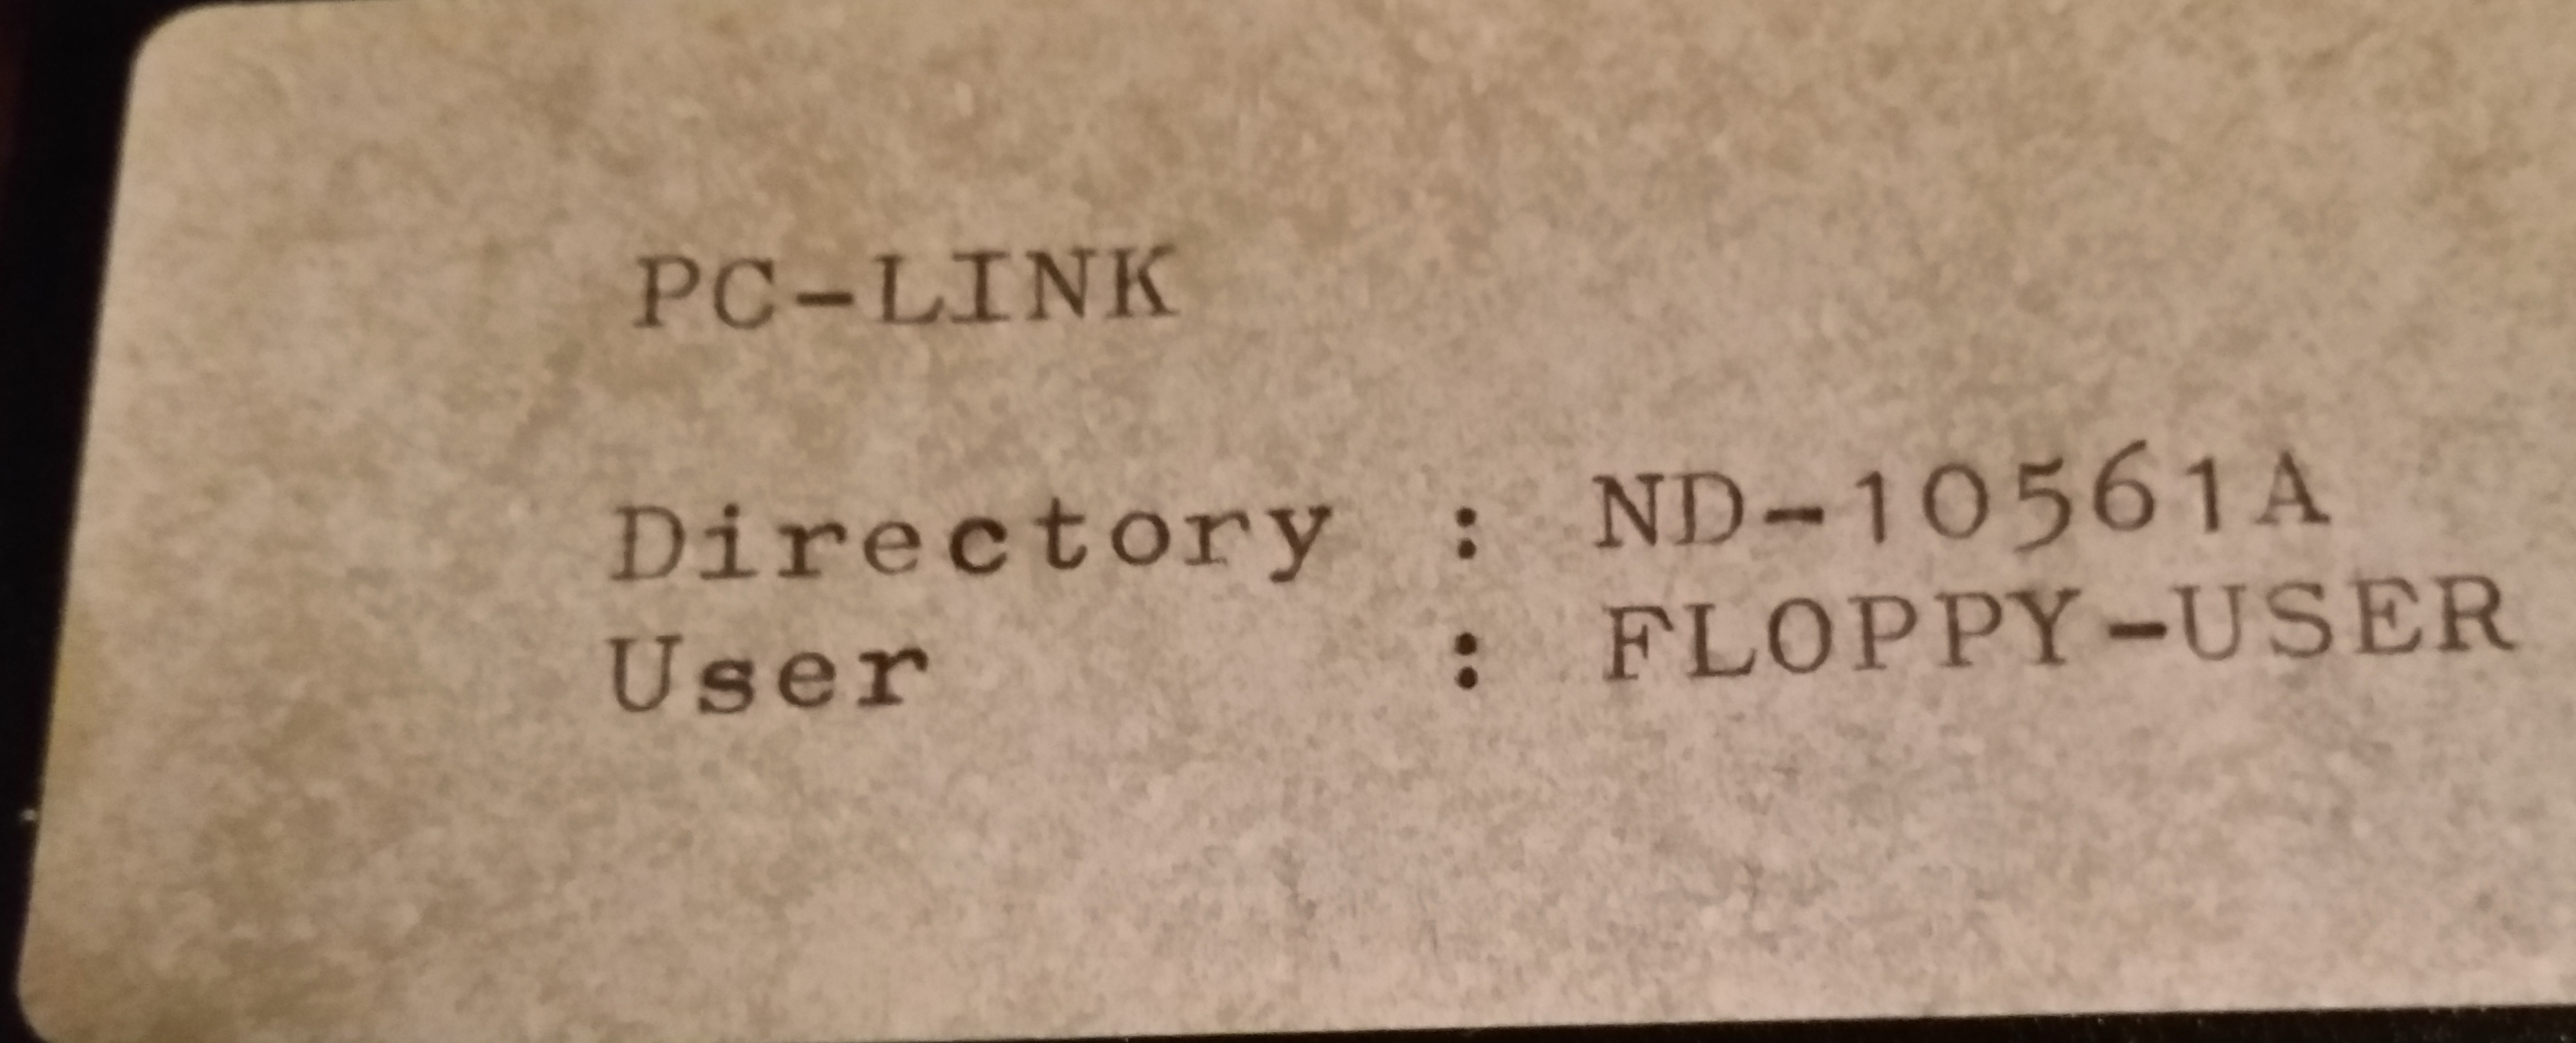 PC-LINK
Directory : ND-10561A
User : FLOPPY-USER